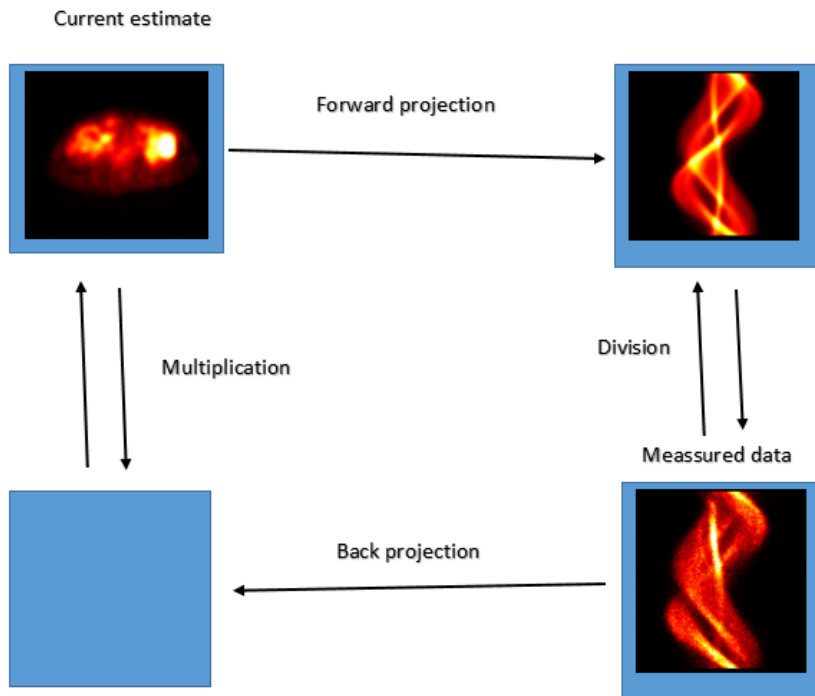 Current estimate
Forward projection
Multiplication
Division
Meassured data
Back projection